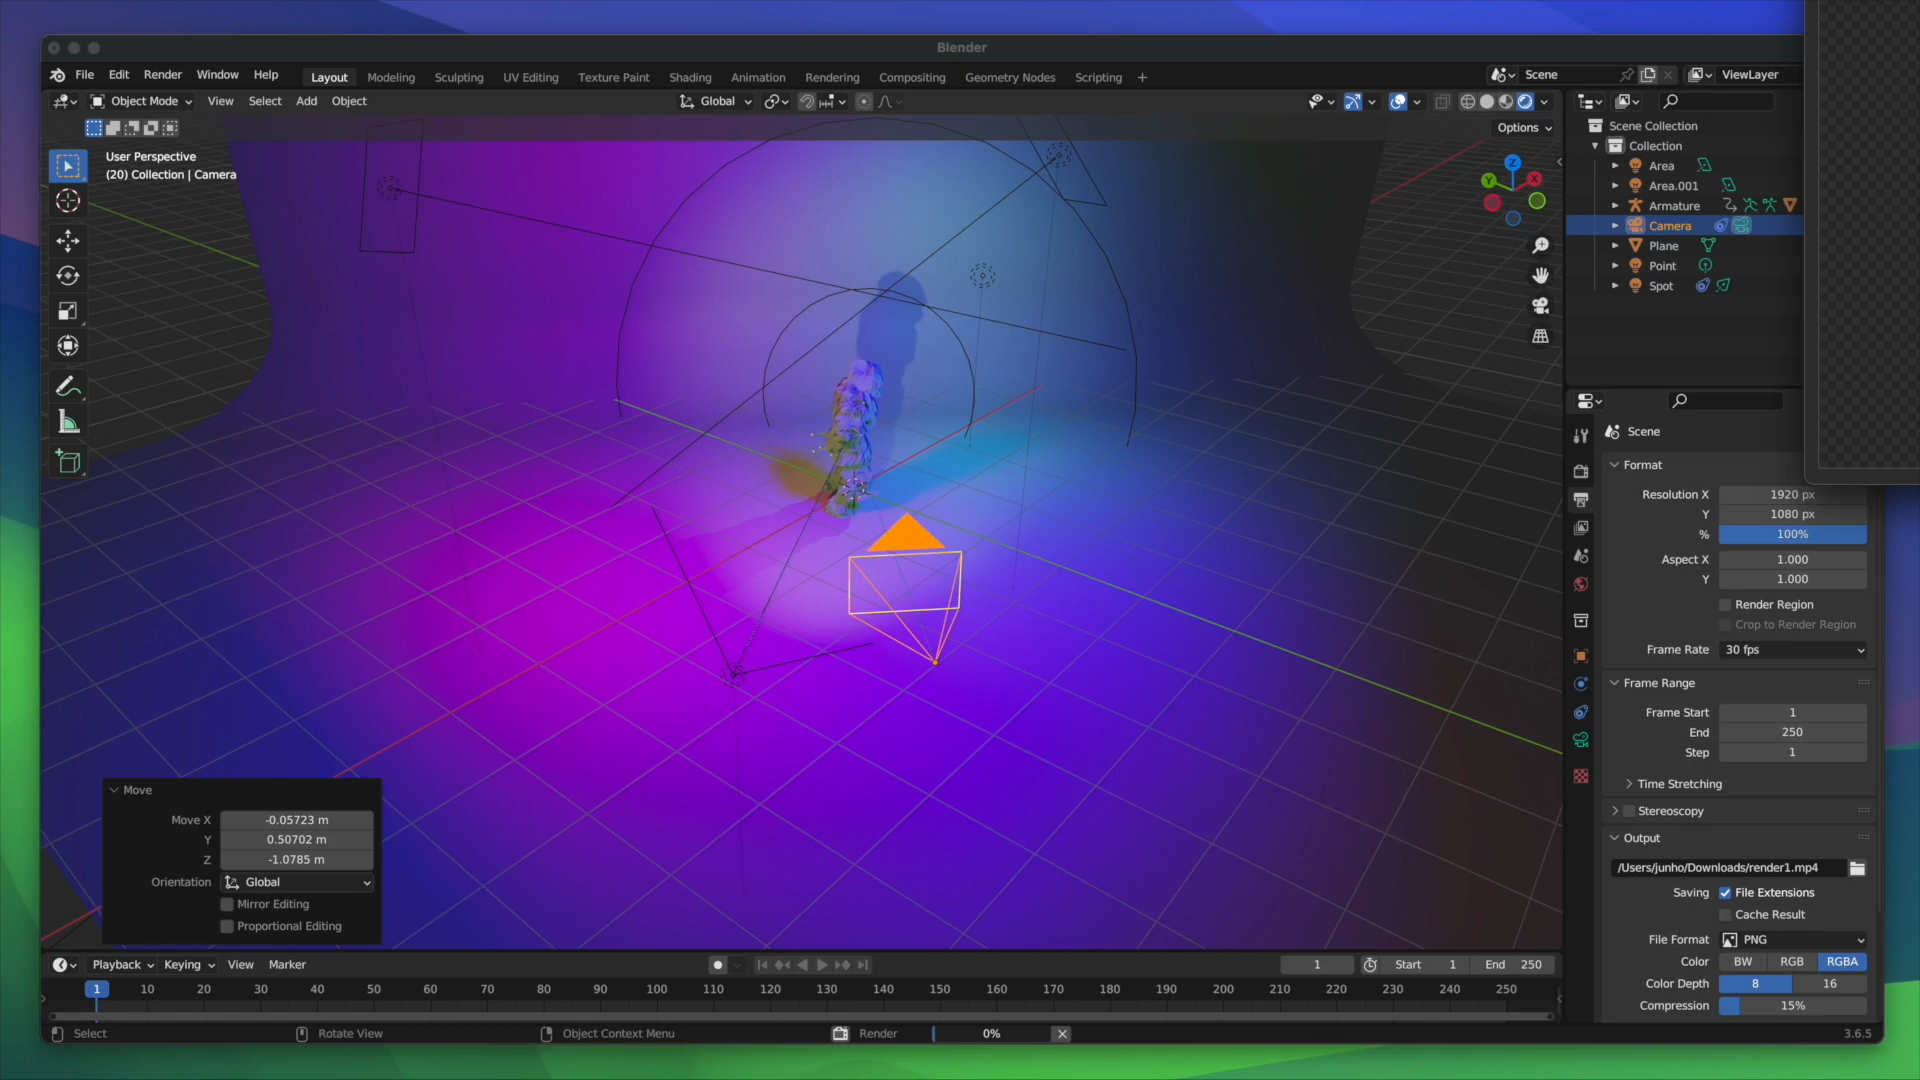 Blender
File Edit Render Window Help Layout Modeling Sculpting UV Editing Texture Paint Shading Animation Rendering Compositing Geometry Nodes Scripting + Scene ViewLayer
Object Mode View Select Add Object Global
Options
User Perspective
(20) Collection | Camera
Z
Y
X
Scene Collection
Collection
Area
Area.001
Armature
Camera
Plane
Point
Spot
Scene
Format
Resolution X 1920 px
Y 1080 px
% 100%
Aspect X 1.000
Y 1.000
Render Region
Crop to Render Region
Frame Rate 30 fps
Frame Range
Frame Start 1
End 250
Step 1
Time Stretching
Stereoscopy
Output
/Users/junho/Downloads/render1.mp4
Saving File Extensions
Cache Result
File Format PNG
Color BW RGB RGBA
Color Depth 8 16
Compression 15%
Move
Move X -0.05723 m
Y 0.50702 m
Z -1.0785 m
Orientation Global
Mirror Editing
Proportional Editing
Playback Keying View Marker 1 Start 1 End 250
1 10 20 30 40 50 60 70 80 90 100 110 120 130 140 150 160 170 180 190 200 210 220 230 240 250
Select Rotate View Object Context Menu Render 0% 3.6.5